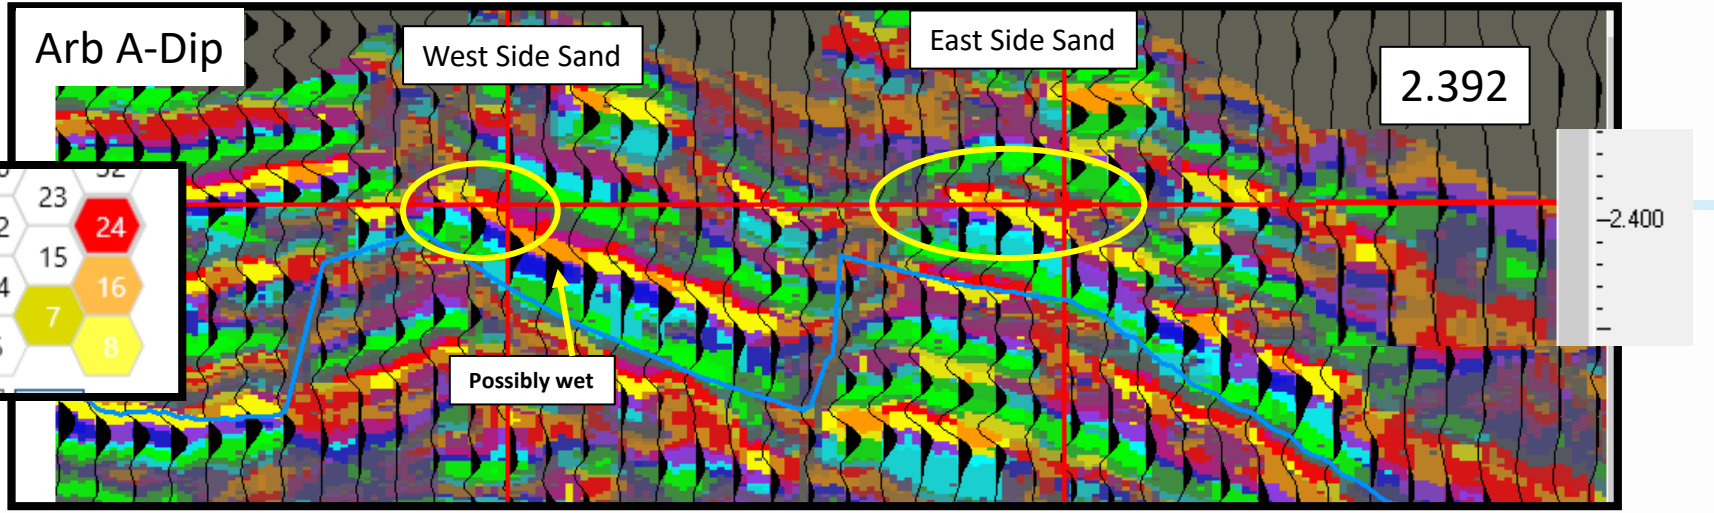 Arb A-Dip
West Side Sand
East Side Sand
2.392
23
24
15
16
7
8
-2.400
Possibly wet